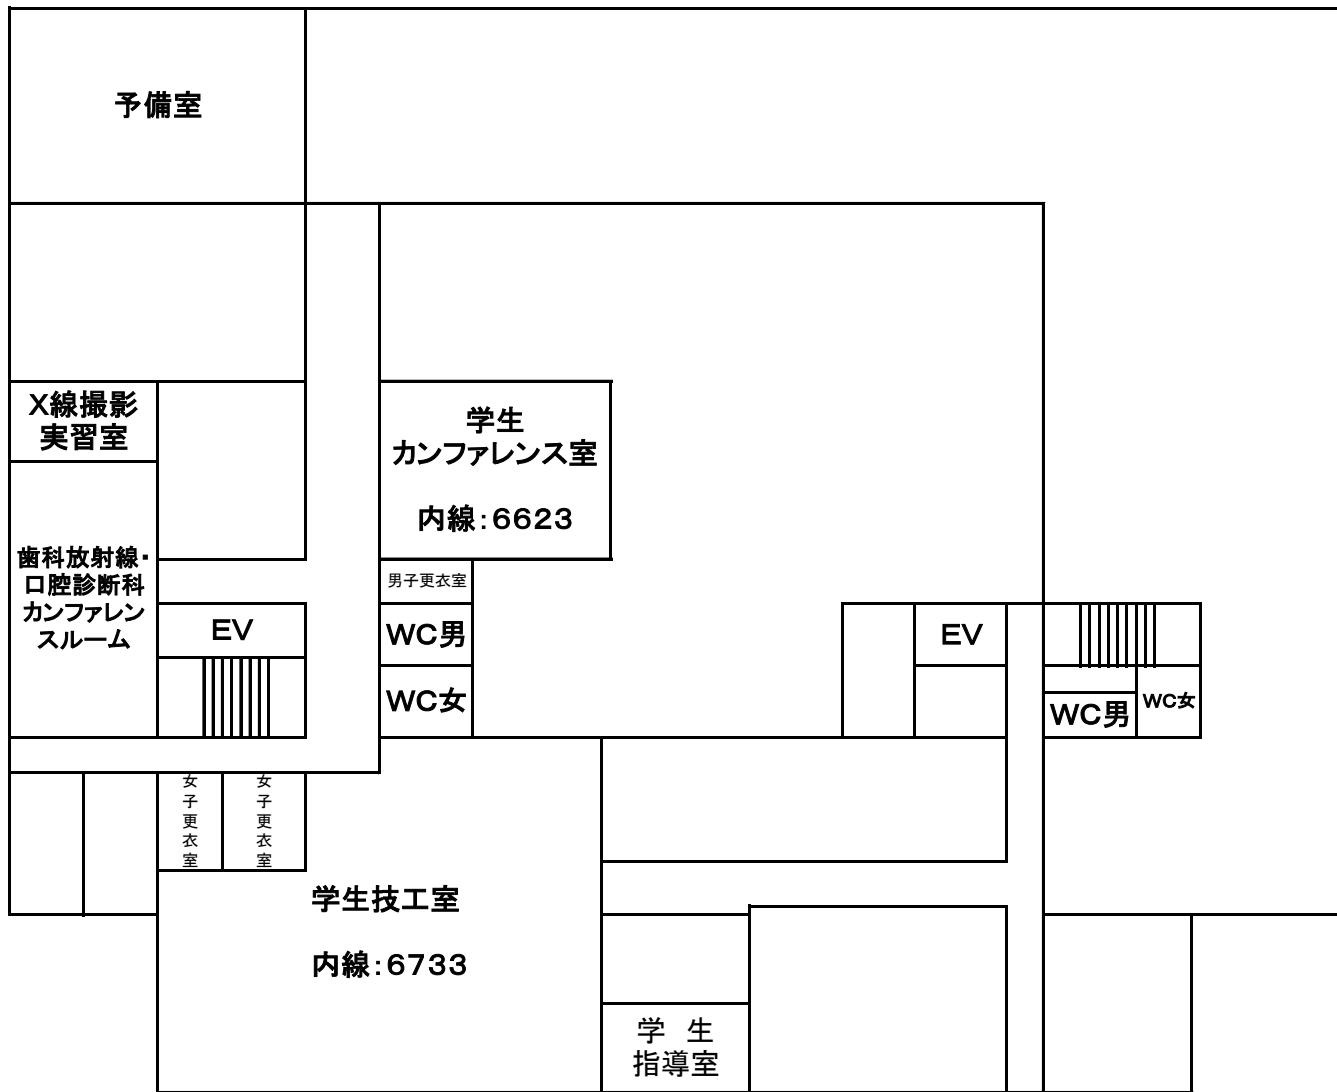 予備室
X線撮影
実習室
学生
カンファレンス室
内線：6623
歯科放射線・
口腔診断科
カンファレン
スルーム
男子更衣室
EV
WC男
EV
WC女
WC男
WC女
女子更衣室
女子更衣室
学生技工室
内線：6733
学 生
指導室